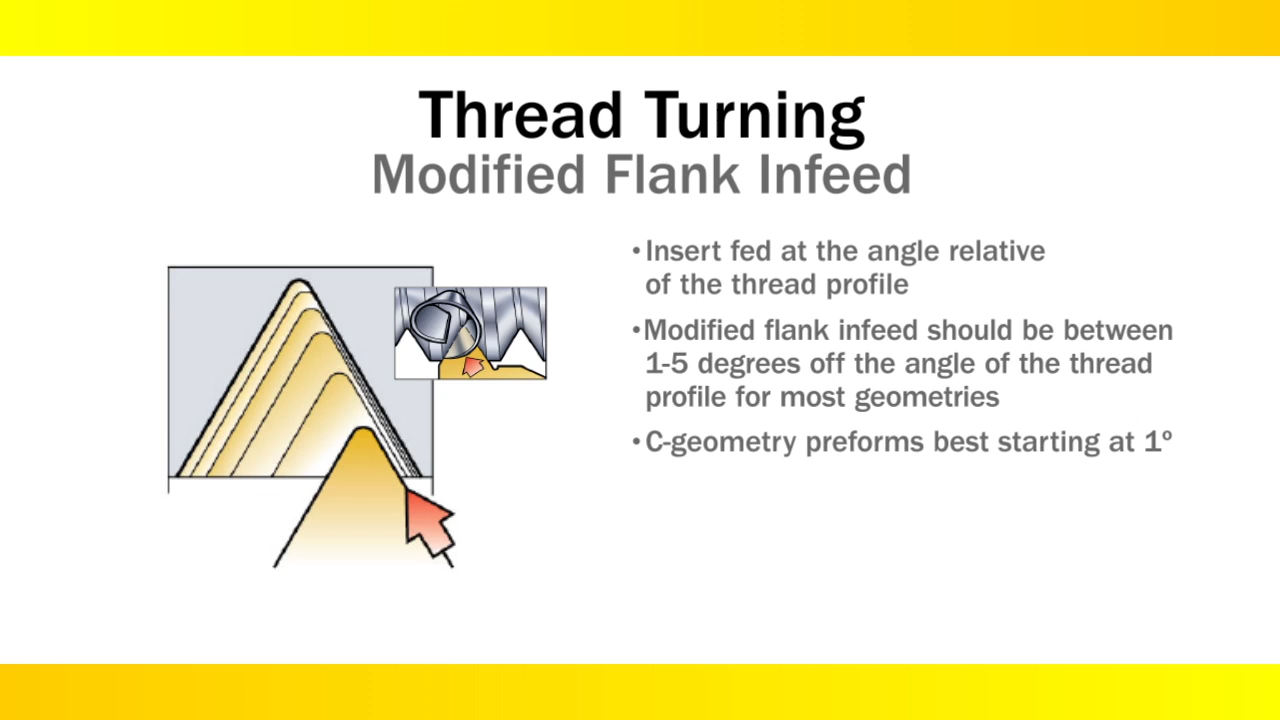 Thread Turning
Modified Flank Infeed
•Insert fed at the angle relative
of the thread profile
•Modified flank infeed should be between
1-5 degrees off the angle of the thread
profile for most geometries
•C-geometry preforms best starting at 1º